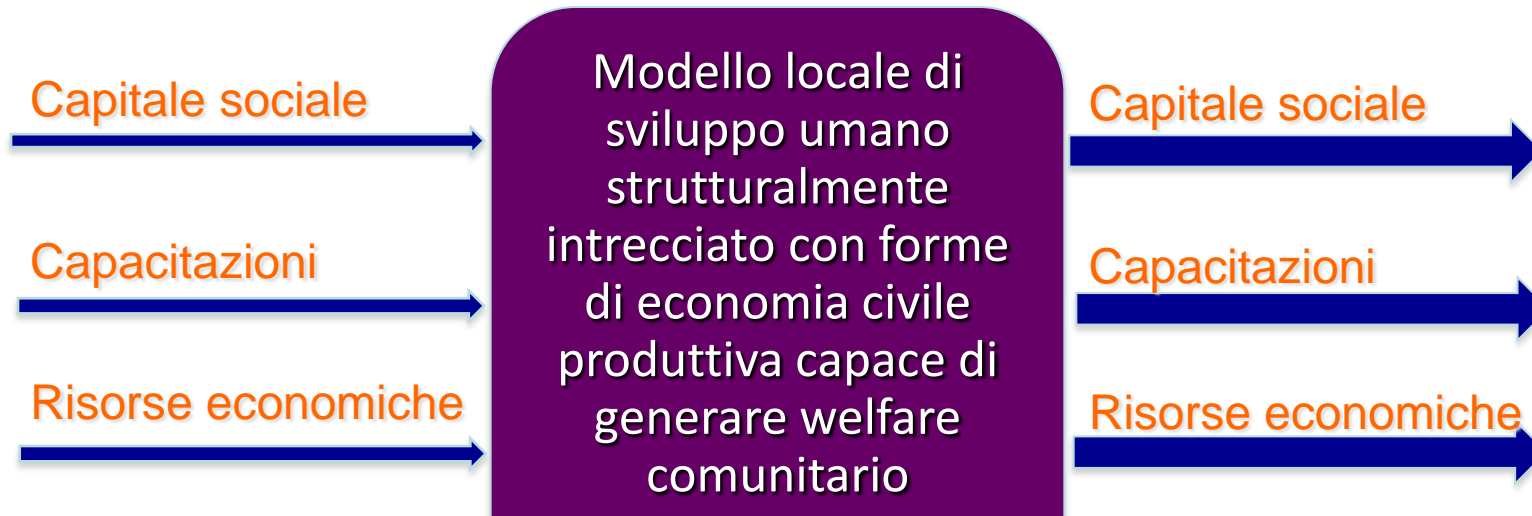 Capitale sociale
Capacitazioni
Risorse economiche
Modello locale di
sviluppo umano
strutturalmente
intrecciato con forme
di economia civile
produttiva capace di
generare welfare
comunitario
Capitale sociale
Capacitazioni
Risorse economiche